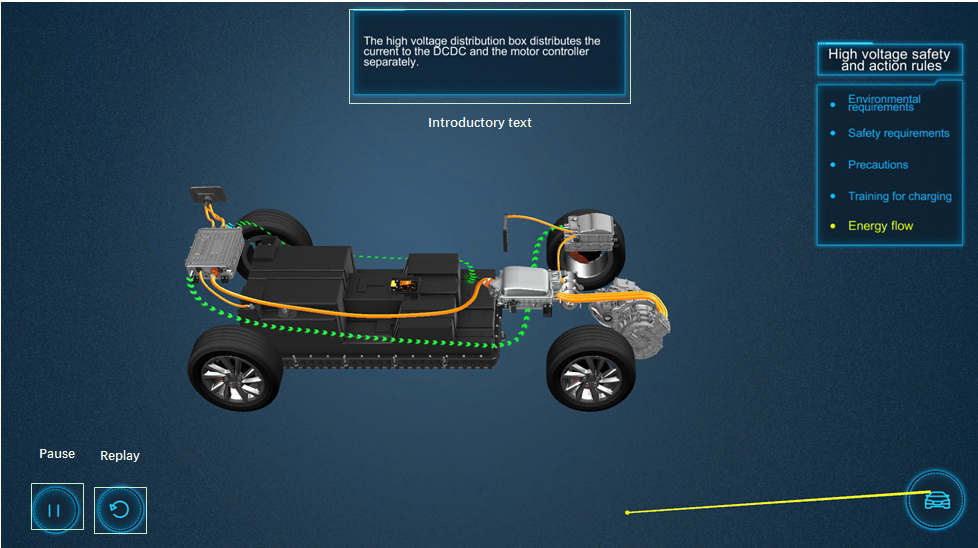 The high voltage distribution box distributes the
current to the DCDC and the motor controller
separately.
Introductory text
High voltage safety
and action rules
Environmental
requirements
Safety requirements
Precautions
Training for charging
Energy flow
Pause
Replay